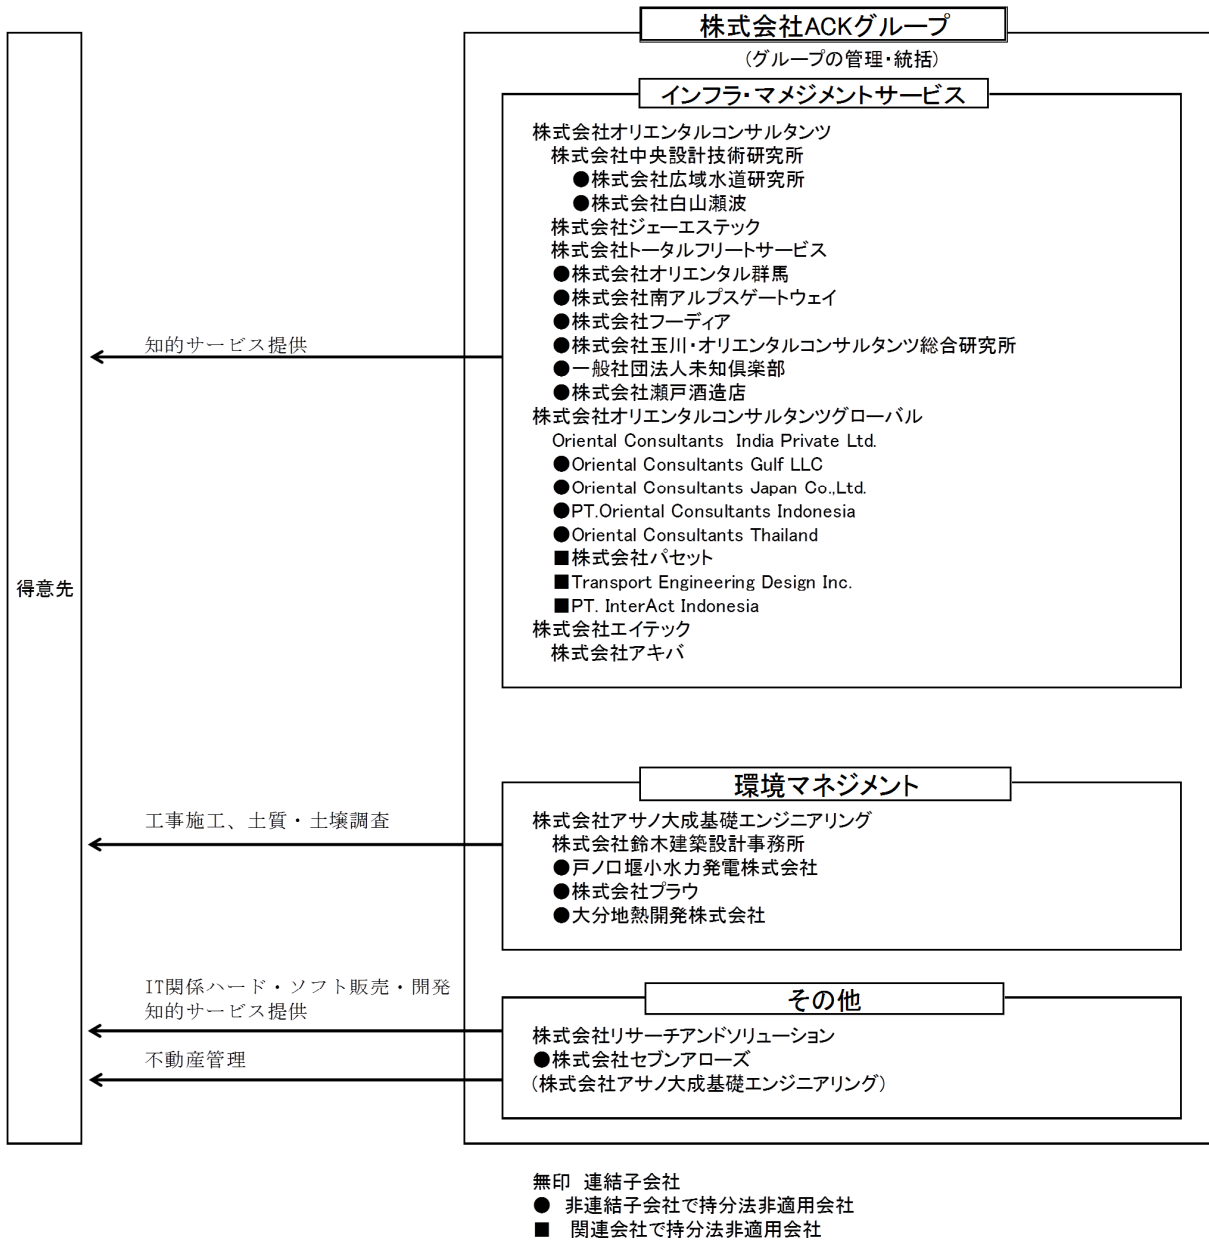 株式会社ACKグループ
(グループの管理・統括)
インフラ・マメジメントサービス
株式会社オリエンタルコンサルタンツ
株式会社中央設計技術研究所
●株式会社広域水道研究所
●株式会社白山瀬波
株式会社ジェーエステック
株式会社トータルフリートサービス
●株式会社オリエンタル群馬
●株式会社南アルプスゲートウェイ
●株式会社フーディア
●株式会社玉川・オリエンタルコンサルタンツ総合研究所
●一般社団法人未知倶楽部
●株式会社瀬戸酒造店
株式会社オリエンタルコンサルタンツグローバル
Oriental Consultants India Private Ltd.
●Oriental Consultants Gulf LLC
●Oriental Consultants Japan Co.,Ltd.
●PT.Oriental Consultants Indonesia
●Oriental Consultants Thailand
■株式会社パセット
■Transport Engineering Design Inc.
■PT. InterAct Indonesia
株式会社エイテック
株式会社アキバ
知的サービス提供
得意先
環境マネジメント
株式会社アサノ大成基礎エンジニアリング
株式会社鈴木建築設計事務所
●戸ノ口堰小水力発電株式会社
●株式会社プラウ
●大分地熱開発株式会社
工事施工、土質・土壌調査
その他
株式会社リサーチアンドソリューション
●株式会社セブンアローズ
(株式会社アサノ大成基礎エンジニアリング)
IT関係ハード・ソフト販売・開発
知的サービス提供
不動産管理
無印 連結子会社
● 非連結子会社で持分法非適用会社
■ 関連会社で持分法非適用会社